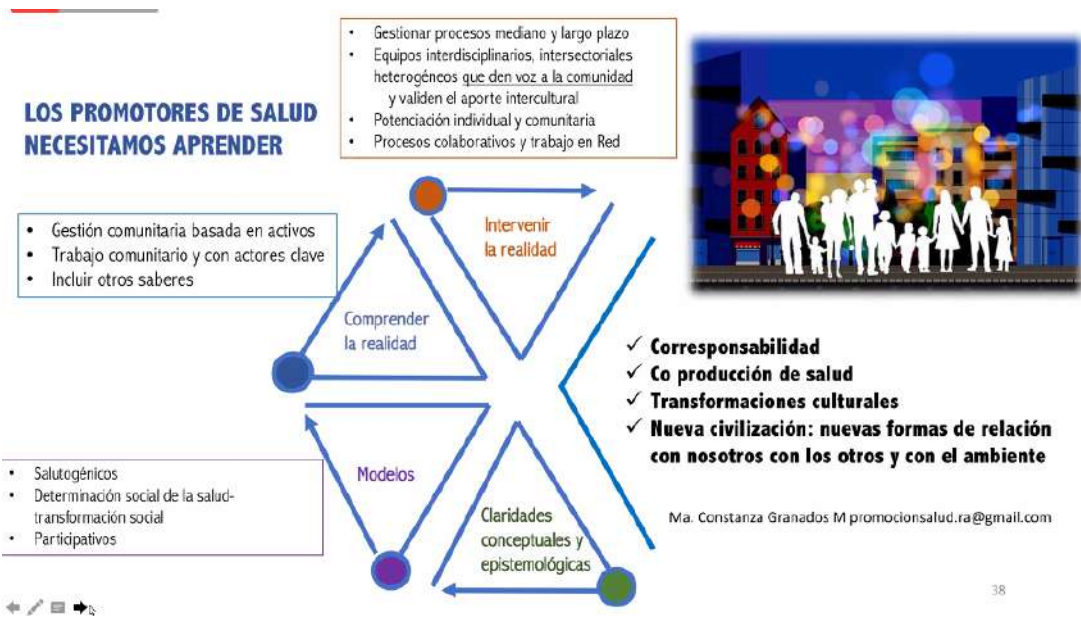 LOS PROMOTORES DE SALUD
NECESITAMOS APRENDER
• Gestionar procesos mediano y largo plazo
• Equipos interdisciplinarios, intersectoriales
heterogéneos que den voz a la comunidad
y validen el aporte intercultural
• Potenciación individual y comunitaria
• Procesos colaborativos y trabajo en Red
• Gestión comunitaria basada en activos
• Trabajo comunitario y con actores clave
• Incluir otros saberes
Intervenir
la realidad
Comprender
la realidad
Modelos
• Salutogénicos
• Determinación social de la salud-
transformación social
• Participativos
Claridades
conceptuales y
epistemológicas
✓ Corresponsabilidad
✓ Co producción de salud
✓ Transformaciones culturales
✓ Nueva civilización: nuevas formas de relación
con nosotros con los otros y con el ambiente
Ma. Constanza Granados M promocionsalud.ra@gmail.com
38